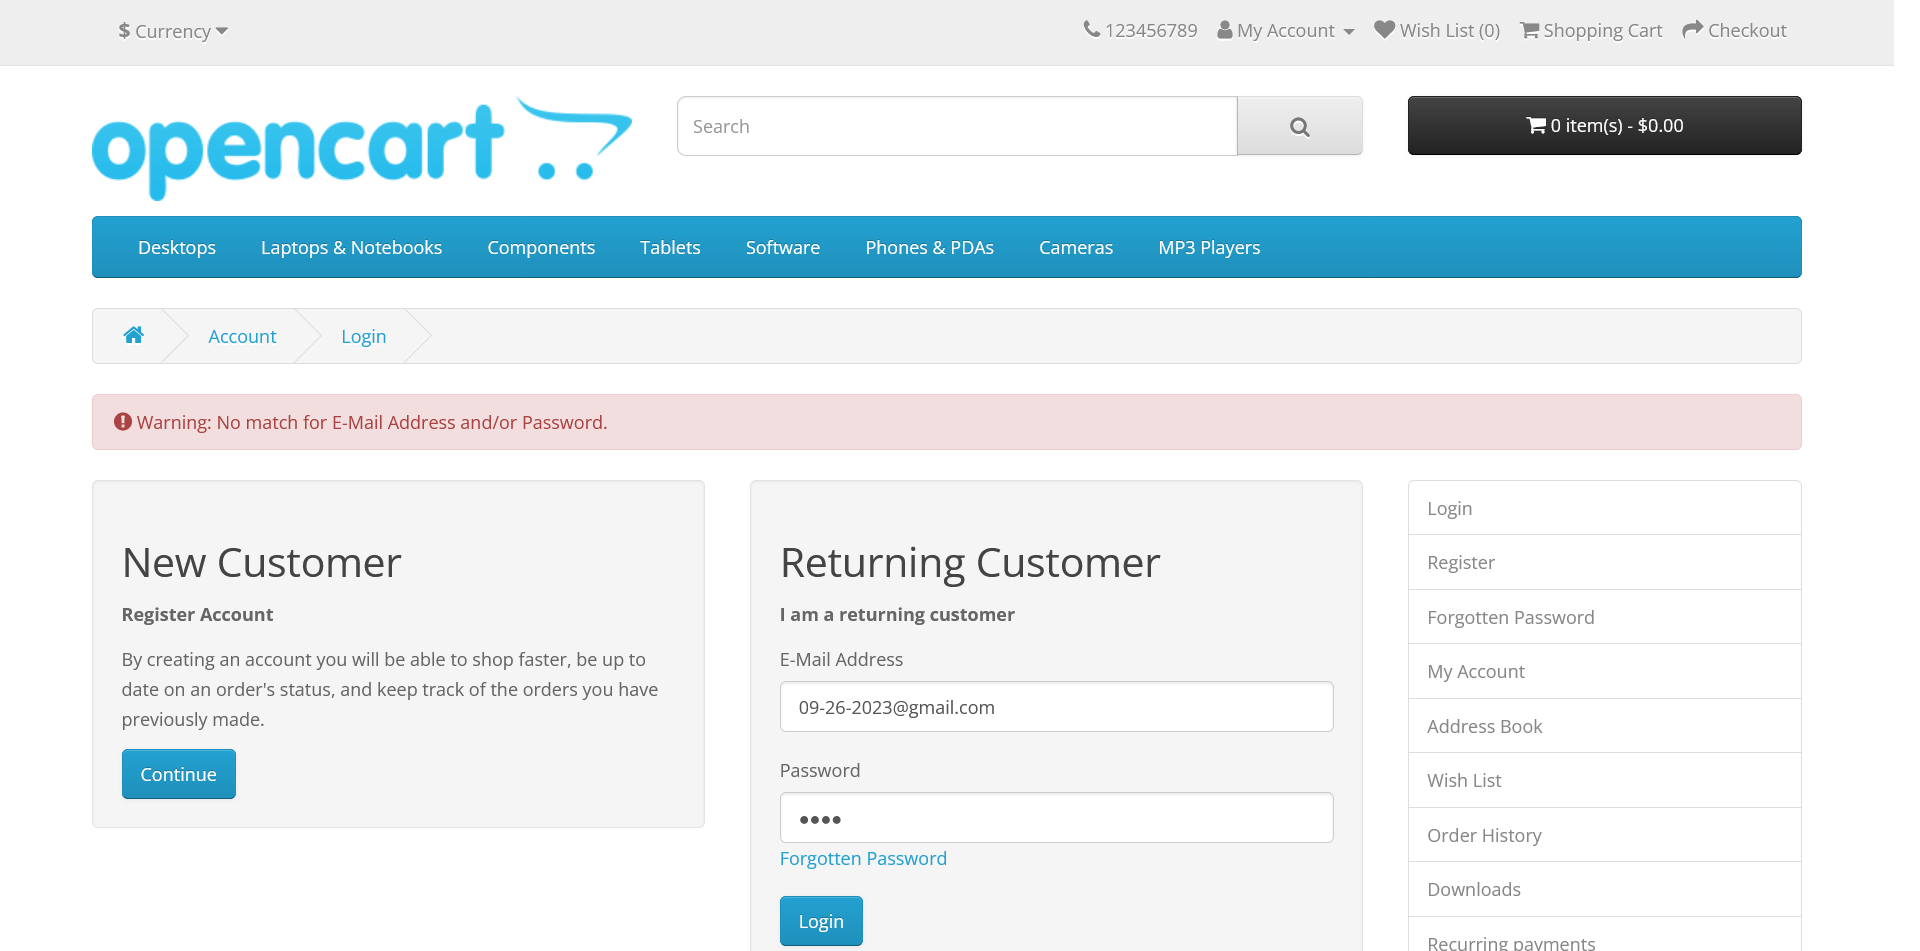 $ Currency
123456789 My Account Wish List (0) Shopping Cart Checkout
opencart
Search
0 item(s) - $0.00
Desktops Laptops & Notebooks Components Tablets Software Phones & PDAs Cameras MP3 Players
Account Login
Warning: No match for E-Mail Address and/or Password.
New Customer
Register Account
By creating an account you will be able to shop faster, be up to
date on an order's status, and keep track of the orders you have
previously made.
Continue
Returning Customer
I am a returning customer
E-Mail Address
09-26-2023@gmail.com
Password
••••
Forgotten Password
Login
Login
Register
Forgotten Password
My Account
Address Book
Wish List
Order History
Downloads
Recurring payments